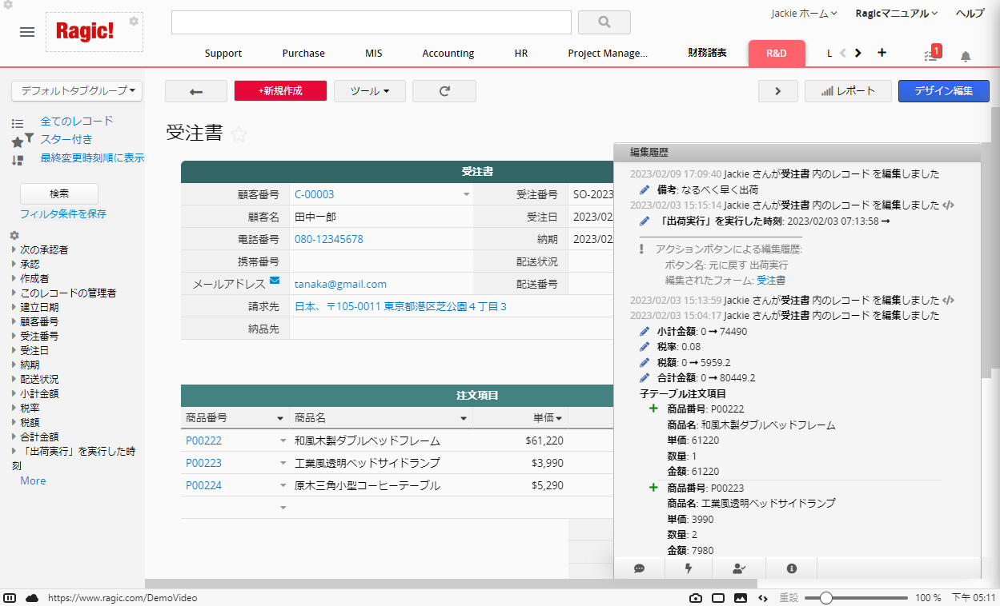 Ragic!
Jackie ホーム
Ragicマニュアル
ヘルプ
Support
Purchase
MIS
Accounting
HR
Project Manage...
財務諸表
R&D
L
1
デフォルトタブグループ
+新規作成
ツール
レポート
デザイン編集
全てのレコード
スター付き
最終変更時刻順に表示
検索
フィルタ条件を保存
次の承認者
承認
作成者
このレコードの管理者
建立日期
顧客番号
受注番号
受注日
納期
配送状況
小計金額
税率
税額
合計金額
「出荷実行」を実行した時
刻
More
受注書
受注書
顧客番号 C-00003 受注番号 SO-2023
顧客名 田中一郎 受注日 2023/02
電話番号 080-12345678 納期 2023/02
携帯番号 配送状況
メールアドレス tanaka@gmail.com 配送番号
請求先 日本、〒105-0011 東京都港区芝公園４丁目３
納品先
注文項目
商品番号 商品名 単価
P00222 和風木製ダブルベッドフレーム $61,220
P00223 工業風透明ベッドサイドランプ $3,990
P00224 原木三角小型コーヒーテーブル $5,290
編集履歴
2023/02/09 17:09:40 Jackie さんが受注書 内のレコード を編集しました
備考: なるべく早く出荷
2023/02/03 15:15:14 Jackie さんが受注書 内のレコード を編集しました </>
「出荷実行」を実行した時刻: 2023/02/03 07:13:58 ➞
! アクションボタンによる編集履歴:
ボタン名: 元に戻す 出荷実行
編集されたフォーム: 受注書
2023/02/03 15:13:59 Jackie さんが受注書 内のレコード を編集しました </>
2023/02/03 15:04:17 Jackie さんが受注書 内のレコード を編集しました
小計金額: 0 ➞ 74490
税率: 0.08
税額: 0 ➞ 5959.2
合計金額: 0 ➞ 80449.2
子テーブル注文項目
+ 商品番号: P00222
商品名: 和風木製ダブルベッドフレーム
単価: 61220
数量: 1
金額: 61220
+ 商品番号: P00223
商品名: 工業風透明ベッドサイドランプ
単価: 3990
数量: 2
金額: 7980
https://www.ragic.com/DemoVideo
重設
100 %
下午 05:11